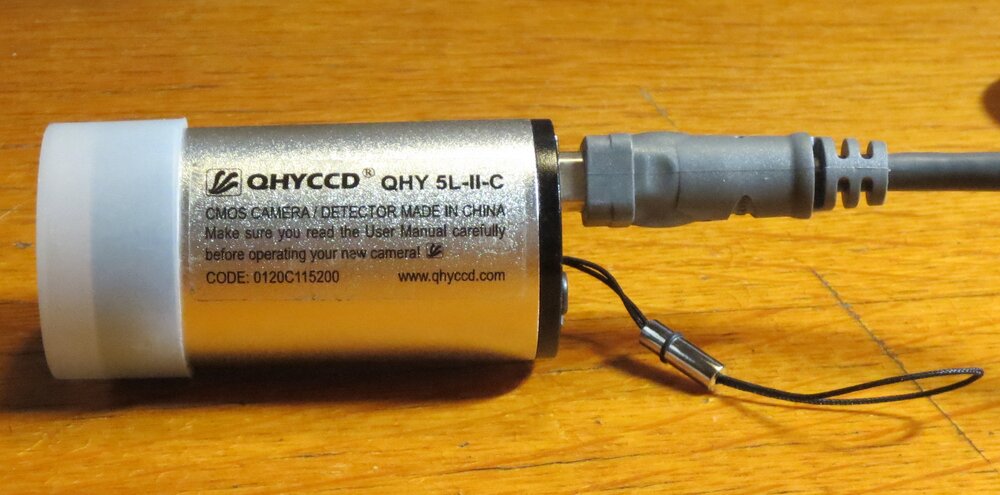 QHYCCD® QHY 5L-II-C
CMOS CAMERA / DETECTOR MADE IN CHINA
Make sure you read the User Manual carefully
before operating your new camera!
CODE: 0120C115200 www.qhyccd.com